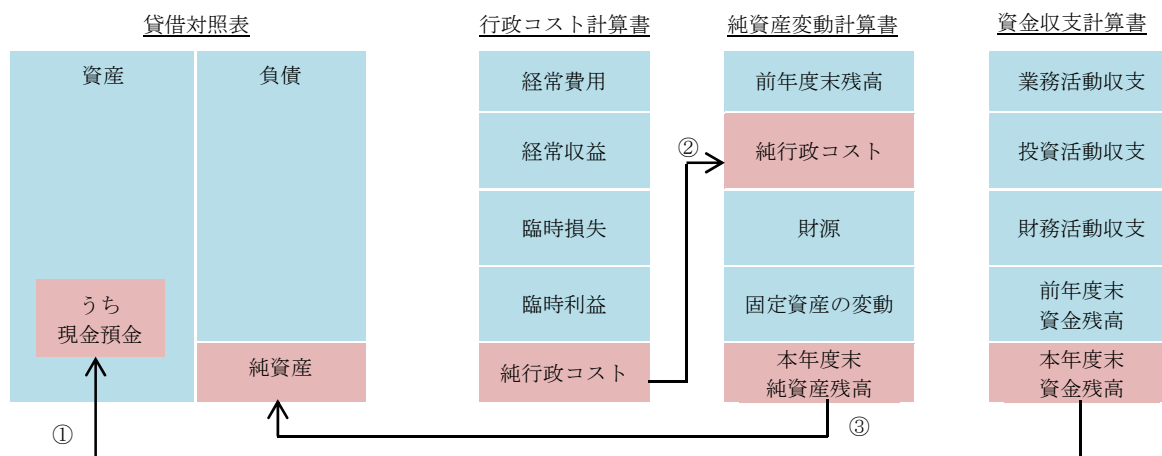 貸借対照表
資産
負債
うち
現金預金
純資産
①
行政コスト計算書
経常費用
経常収益
臨時損失
臨時利益
純行政コスト
②
純資産変動計算書
前年度末残高
純行政コスト
財源
固定資産の変動
本年度末
純資産残高
③
資金収支計算書
業務活動収支
投資活動収支
財務活動収支
前年度末
資金残高
本年度末
資金残高